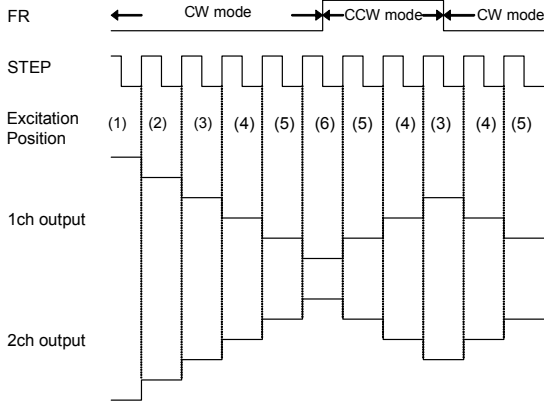 FR
CW mode
CCW mode
CW mode
STEP
Excitation
Position
(1) (2) (3) (4) (5) (6) (5) (4) (3) (4) (5)
1ch output
2ch output